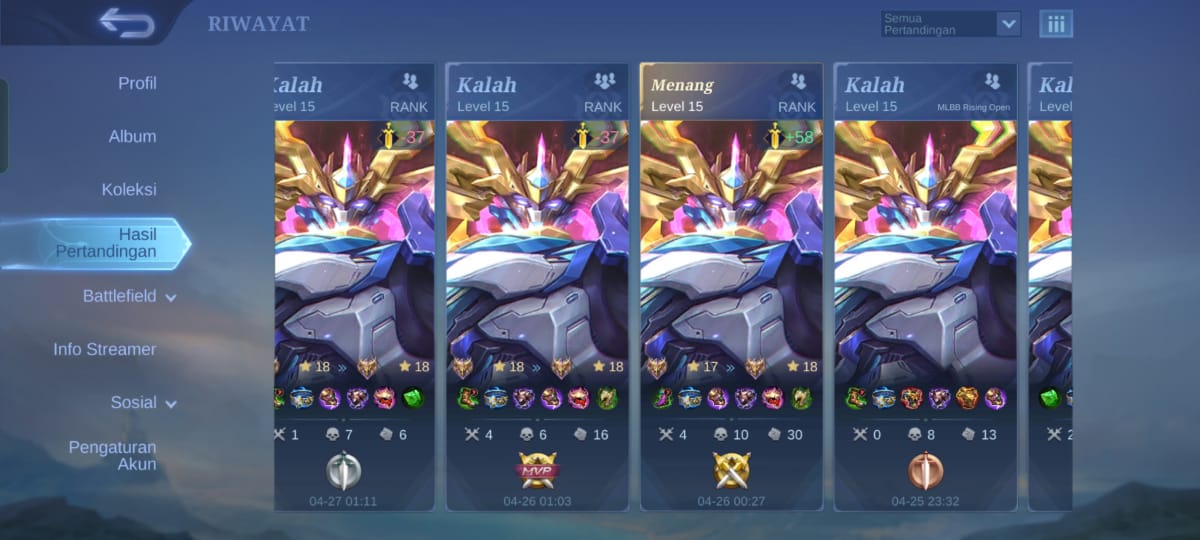 RIWAYAT
Semua
Pertandingan
Profil
Album
Koleksi
Hasil
Pertandingan
Battlefield
Info Streamer
Sosial
Pengaturan
Akun
Kalah
Level 15
RANK
-37
18 » 18
1 7 6
04-27 01:11
Kalah
Level 15
RANK
-37
18 » 18
4 6 16
MVP
04-26 01:03
Menang
Level 15
RANK
+58
17 » 18
4 10 30
04-26 00:27
Kalah
Level 15
MLBB Rising Open
0 8 13
04-25 23:32
Kal
Level
2